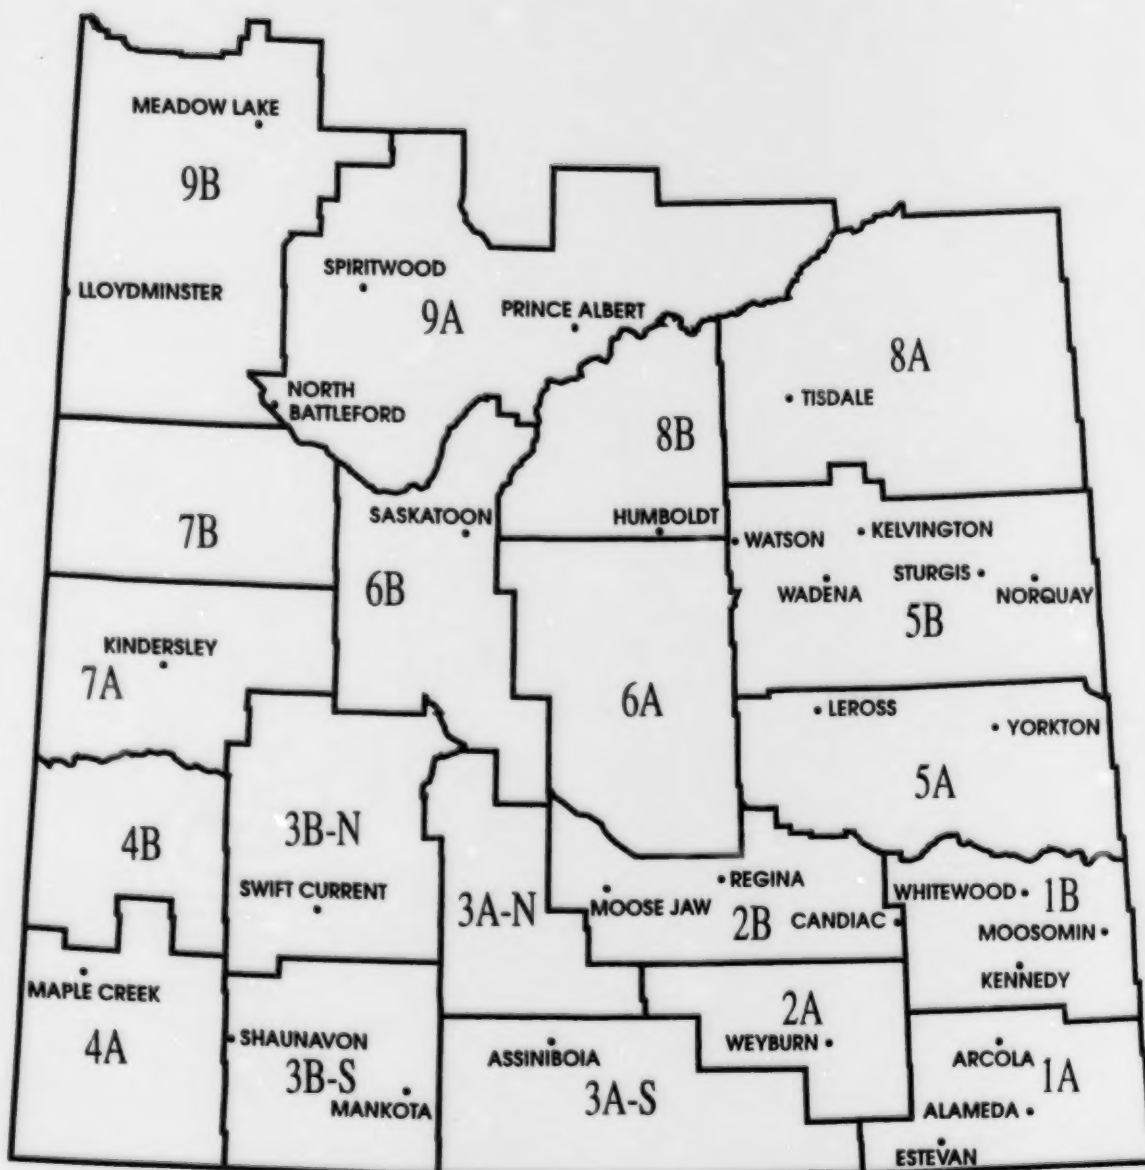 MEADOW LAKE
9B
SPIRITWOOD
LLOYDMINSTER
9A
PRINCE ALBERT
8A
NORTH
BATTLEFORD
TISDALE
8B
SASKATOON
HUMBOLDT
7B
WATSON
KELVINGTON
6B
WADENA
STURGIS
NORQUAY
5B
KINDERSLEY
7A
6A
LEROSS
YORKTON
5A
4B
3B-N
SWIFT CURRENT
3A-N
MOOSE JAW
REGINA
2B
CANDIAC
WHITEWOOD
1B
MOOSOMIN
KENNEDY
MAPLE CREEK
4A
SHAUNAVON
3B-S
MANKOTA
ASSINIBOIA
3A-S
2A
WEYBURN
ARCOLA
1A
ALAMEDA
ESTEVAN